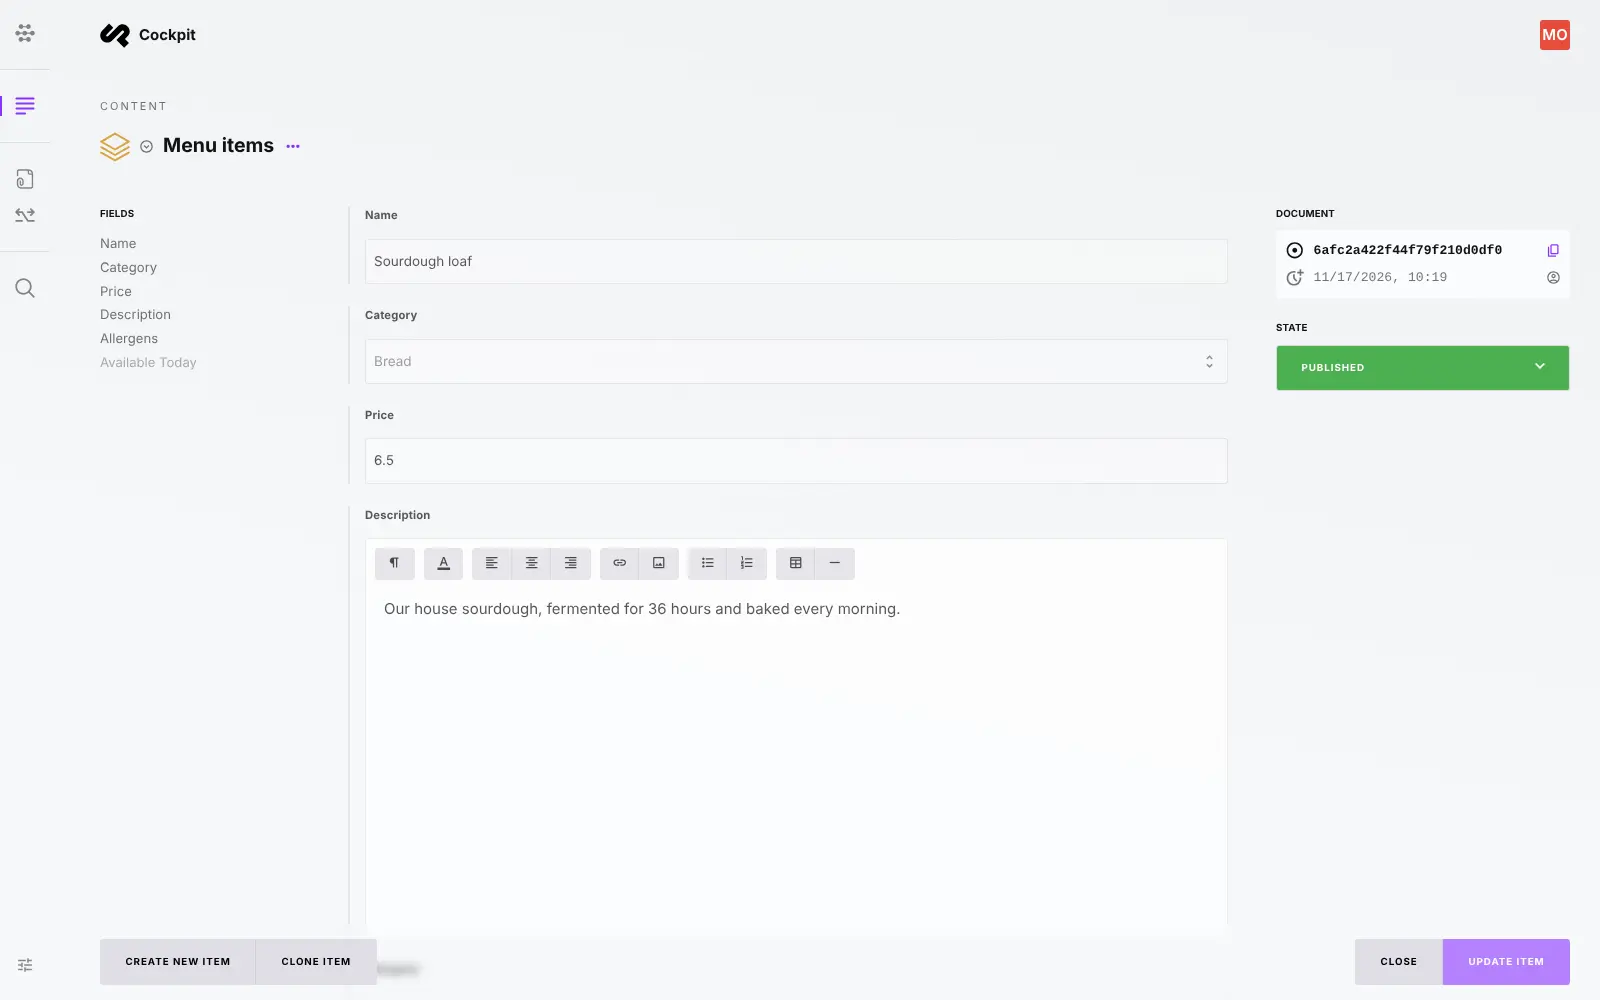 Cockpit
MO
CONTENT
Menu items
FIELDS
Name
Category
Price
Description
Allergens
Available Today
Name
Sourdough loaf
Category
Bread
Price
6.5
Description
Our house sourdough, fermented for 36 hours and baked every morning.
DOCUMENT
6afc2a422f44f79f210d0df0
11/17/2026, 10:19
STATE
PUBLISHED
CREATE NEW ITEM
CLONE ITEM
CLOSE
UPDATE ITEM